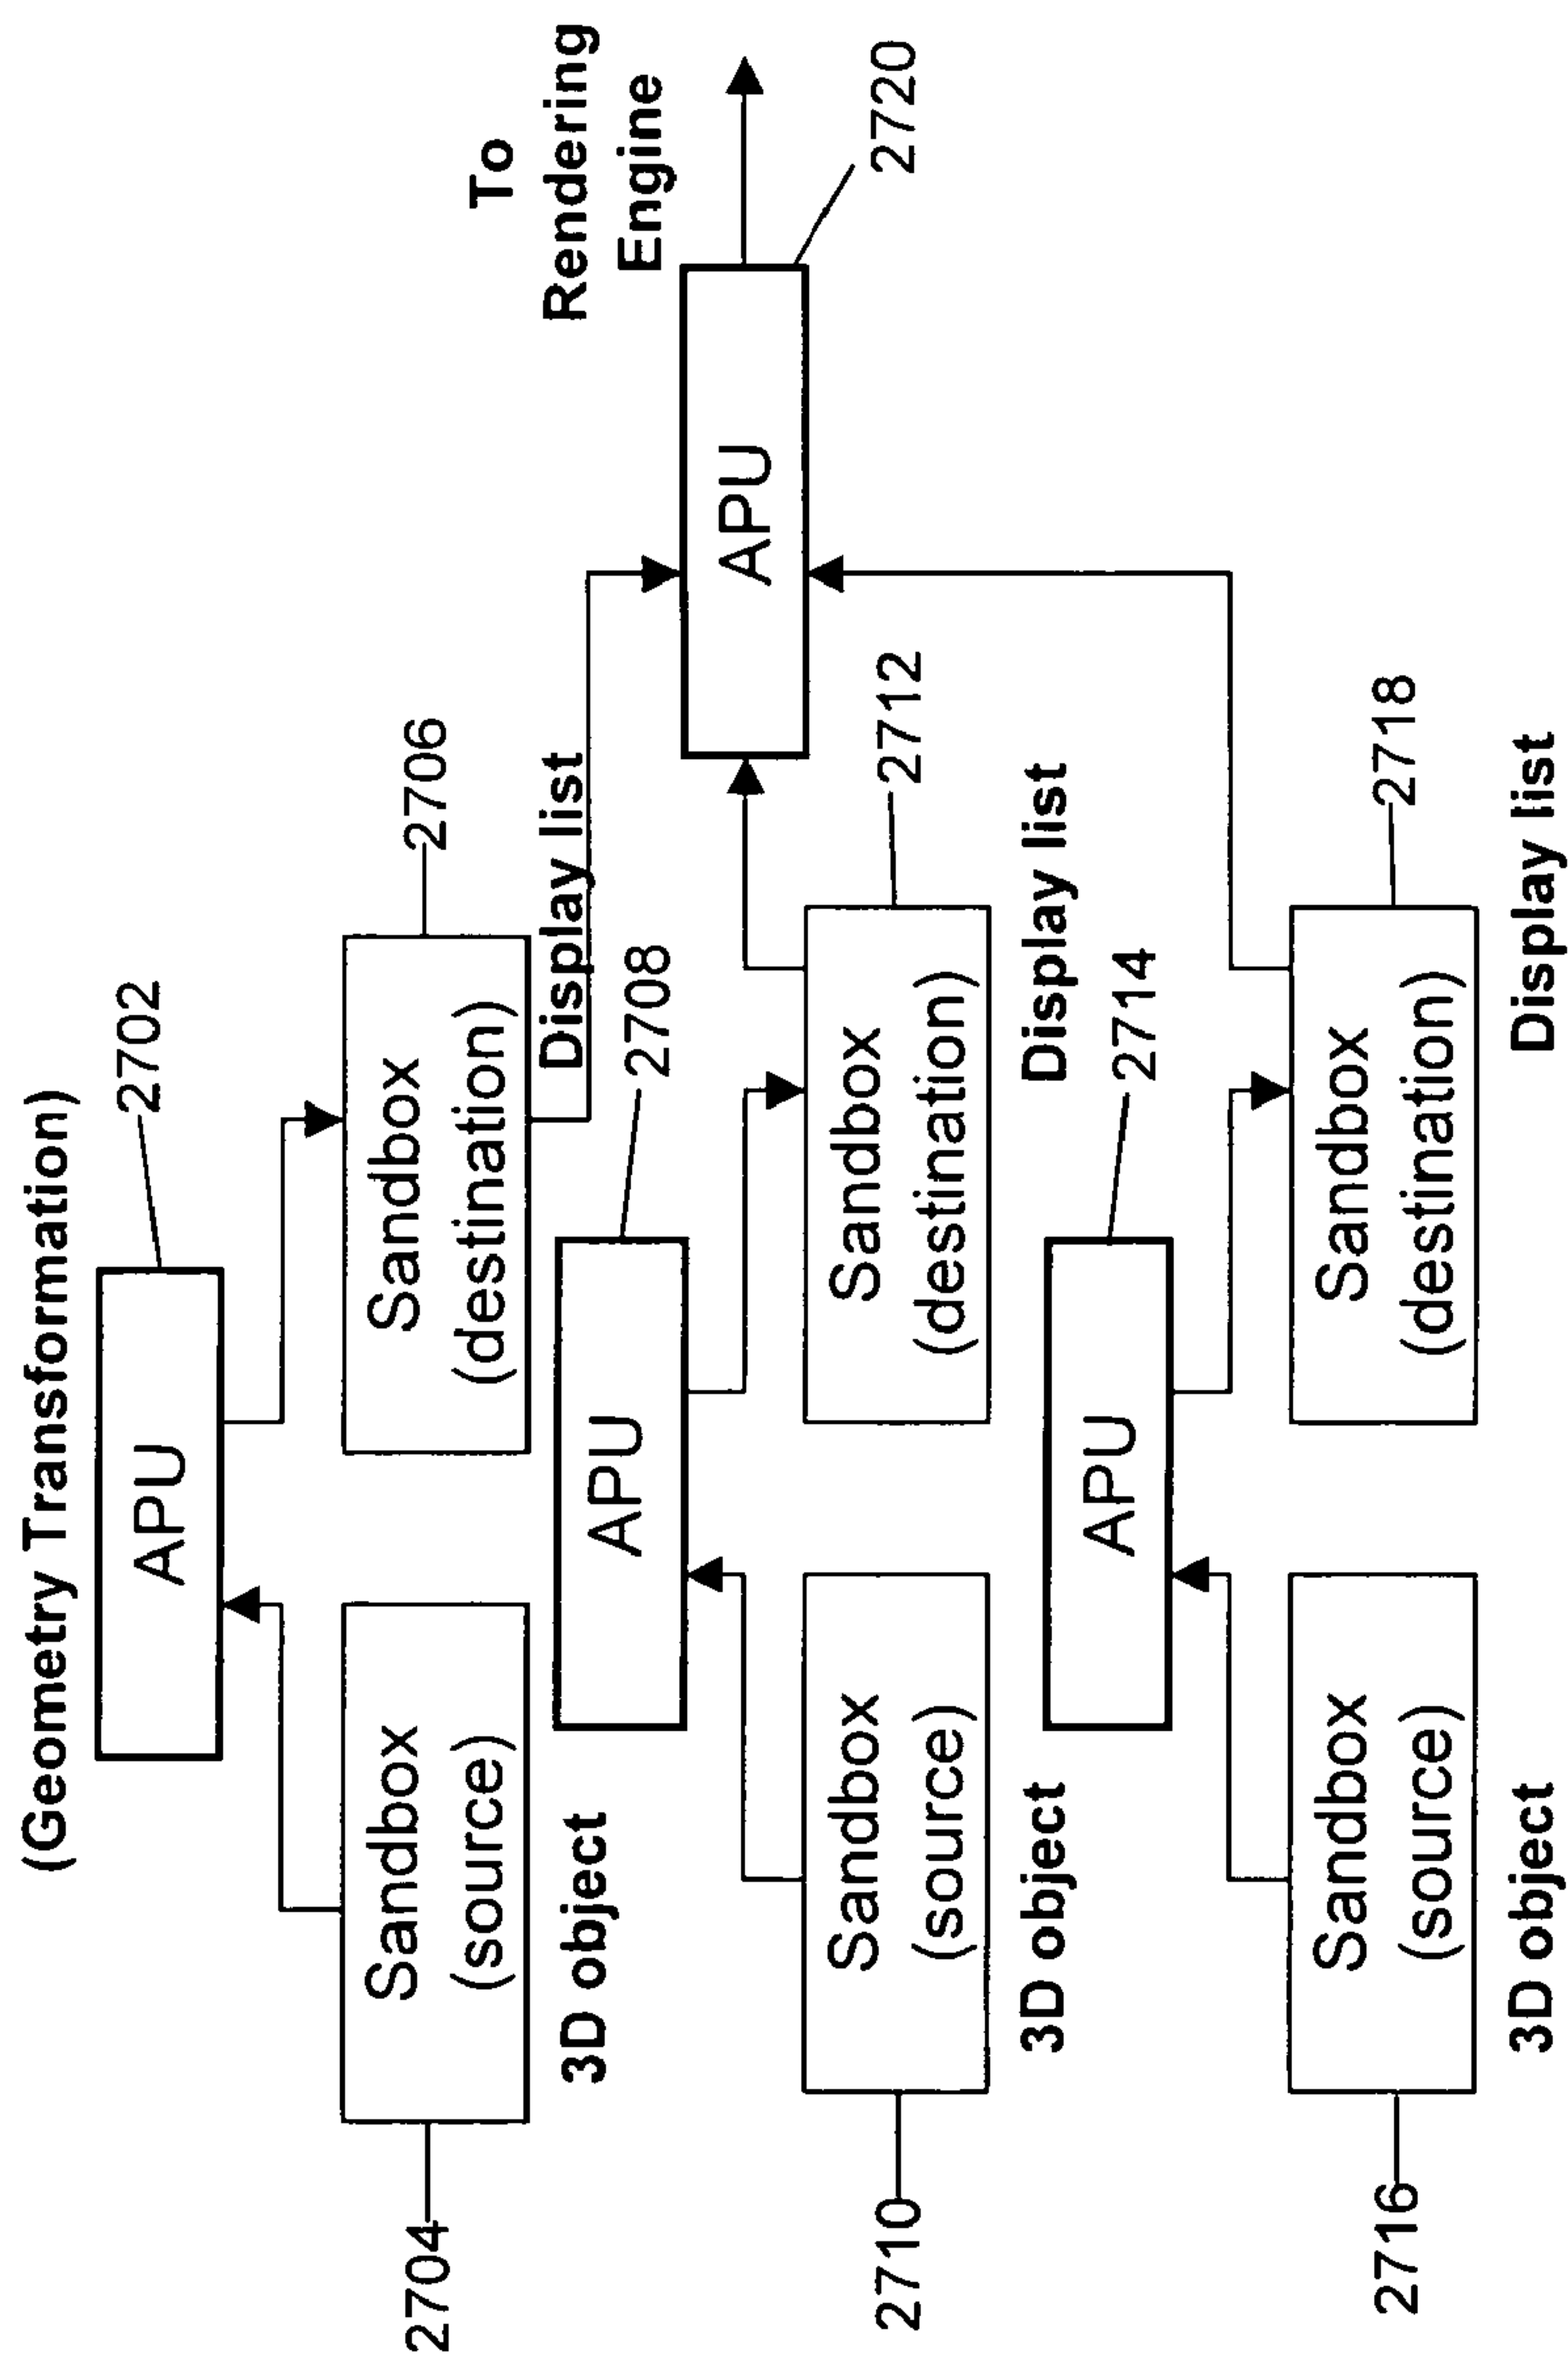 (Geometry Transformation)
2702
APU
To
Rendering
Engine
2704
Sandbox
(source)
3D object
Sandbox
(destination)
2706
Display list
APU
2708
APU
2720
2710
Sandbox
(source)
3D object
Sandbox
(destination)
2712
Display list
APU
2714
2716
Sandbox
(source)
3D object
Sandbox
(destination)
2718
Display list